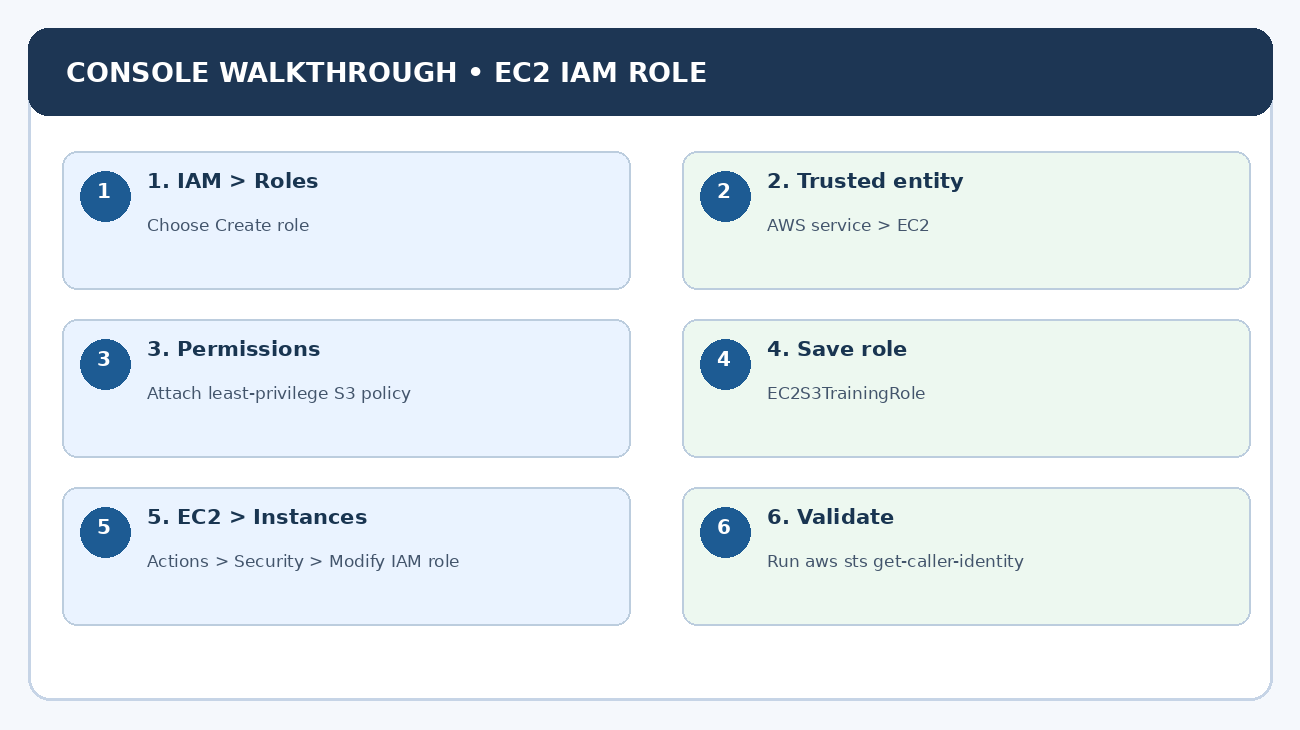 CONSOLE WALKTHROUGH • EC2 IAM ROLE
1
1. IAM > Roles
Choose Create role
2
2. Trusted entity
AWS service > EC2
3
3. Permissions
Attach least-privilege S3 policy
4
4. Save role
EC2S3TrainingRole
5
5. EC2 > Instances
Actions > Security > Modify IAM role
6
6. Validate
Run aws sts get-caller-identity